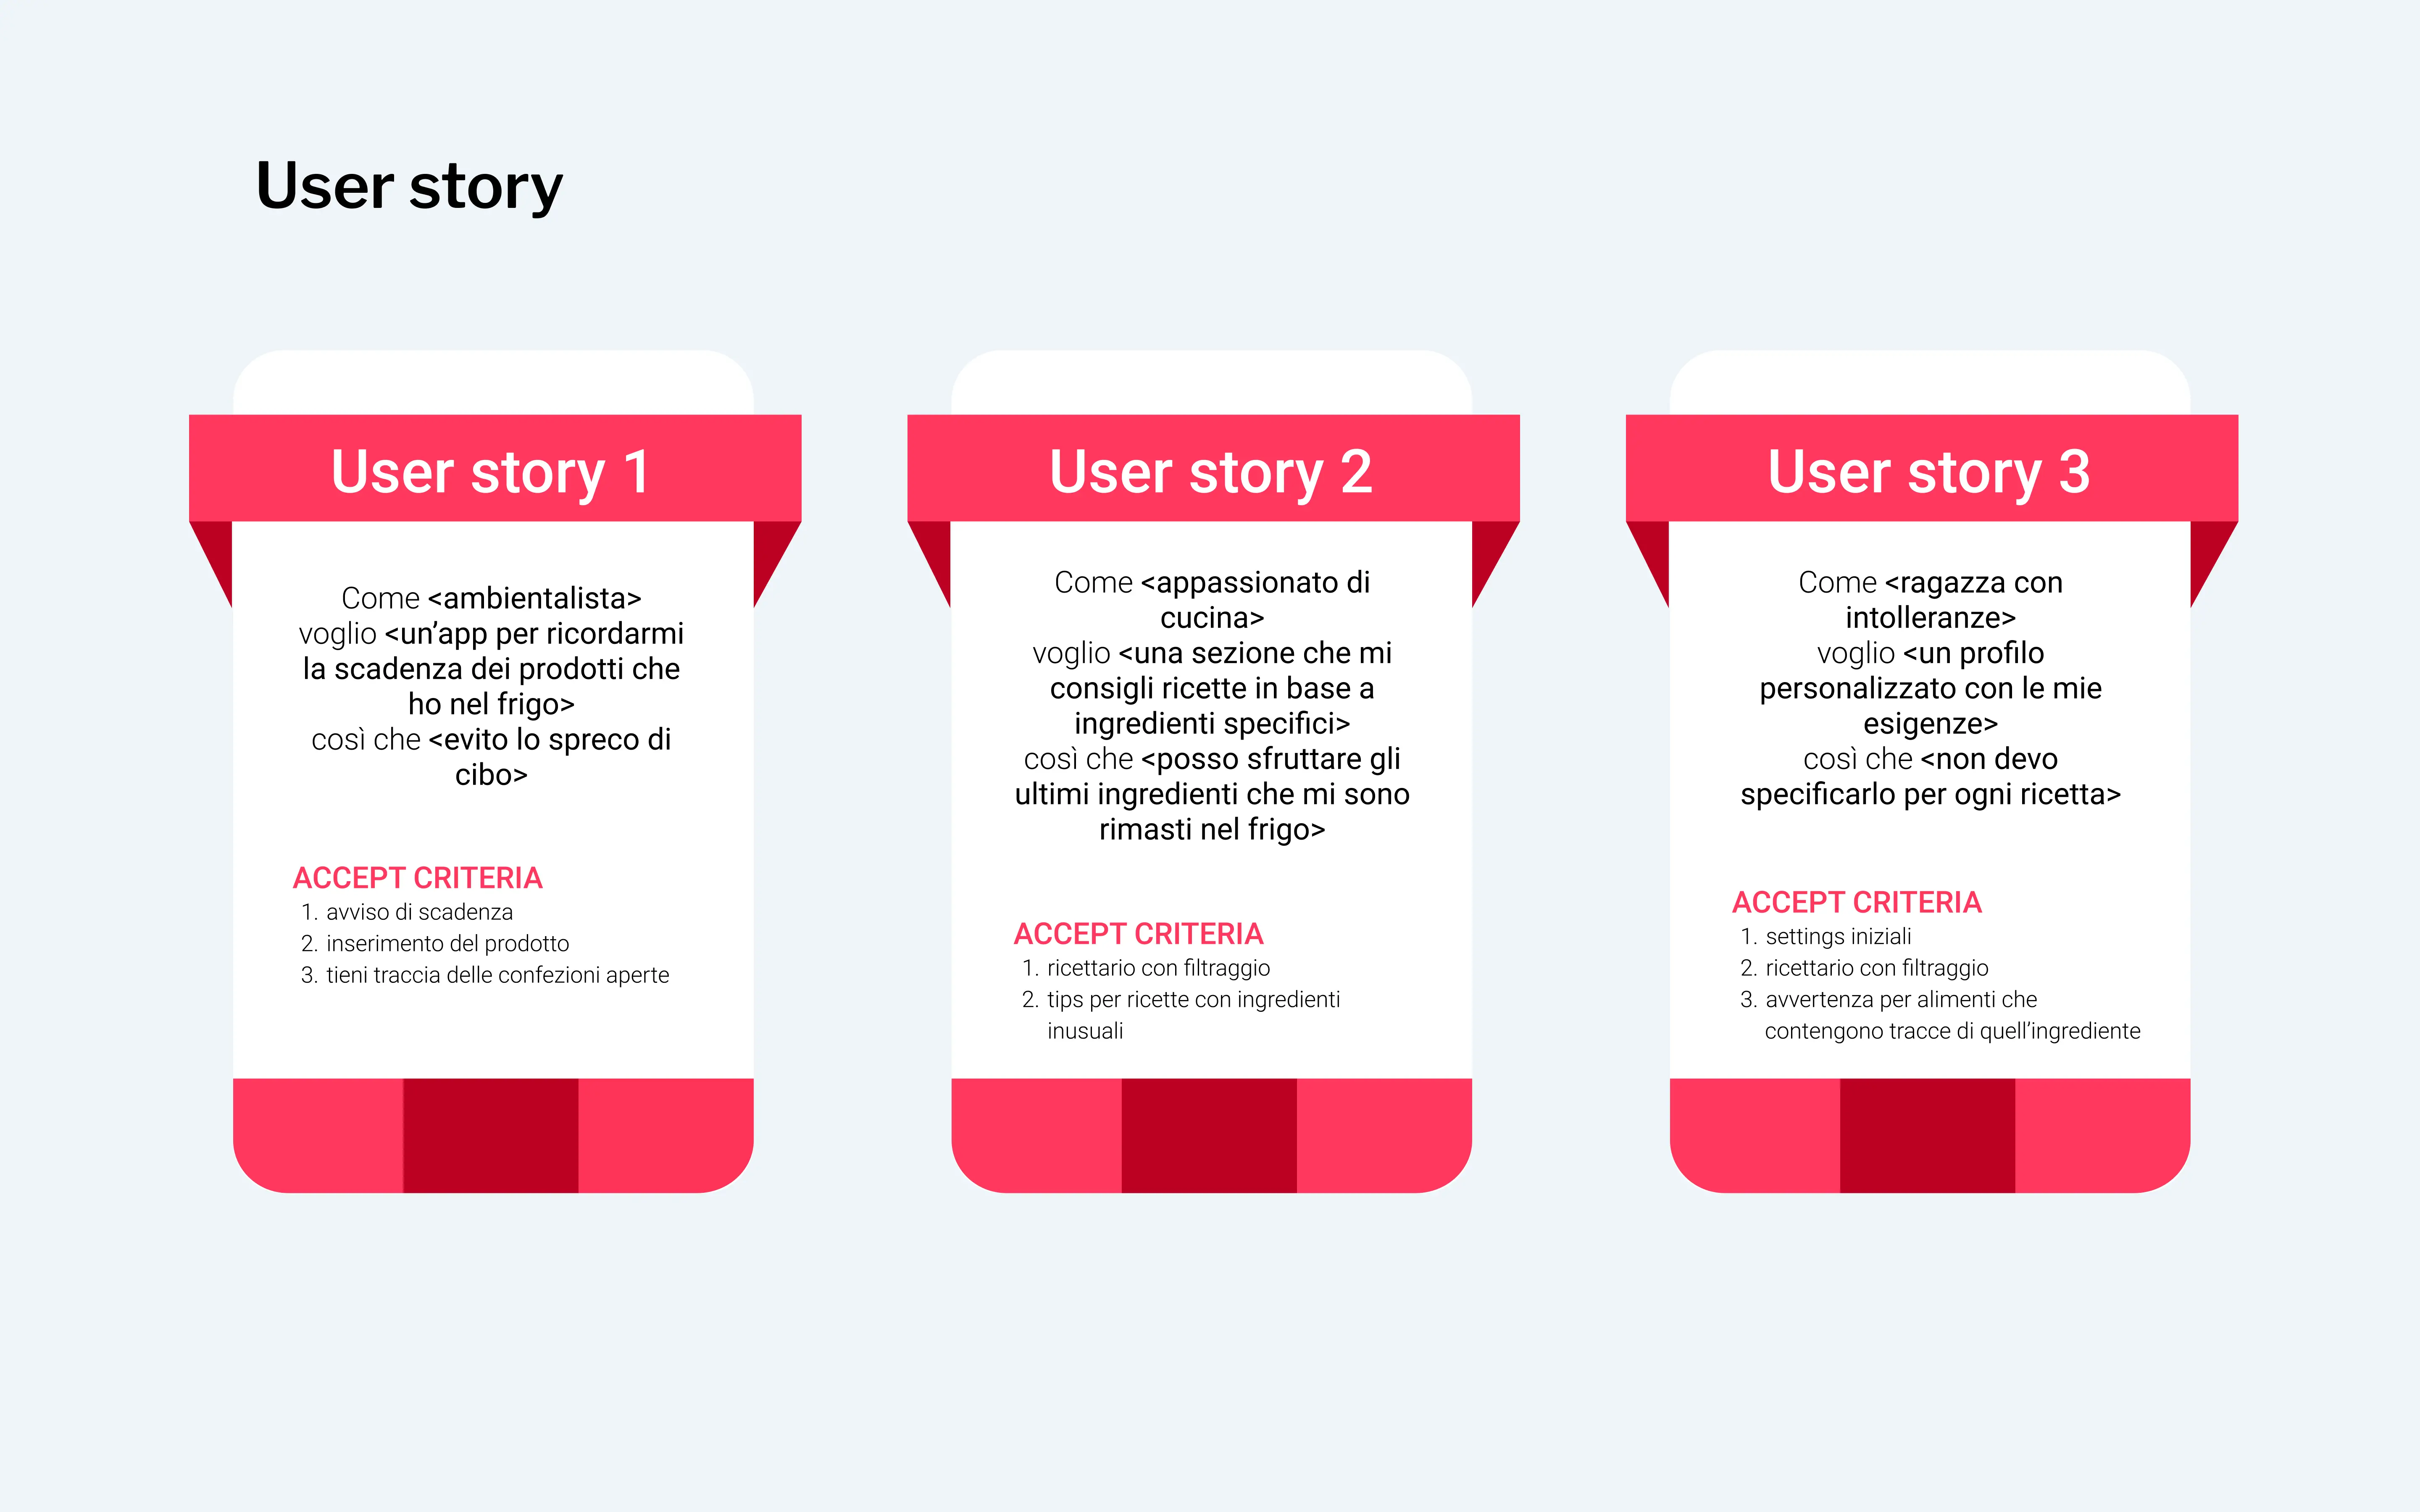 User story
User story 1
Come <ambientalista>
voglio <un’app per ricordarmi
la scadenza dei prodotti che
ho nel frigo>
così che <evito lo spreco di
cibo>
ACCEPT CRITERIA
1. avviso di scadenza
2. inserimento del prodotto
3. tieni traccia delle confezioni aperte
User story 2
Come <appassionato di
cucina>
voglio <una sezione che mi
consigli ricette in base a
ingredienti specifici>
così che <posso sfruttare gli
ultimi ingredienti che mi sono
rimasti nel frigo>
ACCEPT CRITERIA
1. ricettario con filtraggio
2. tips per ricette con ingredienti
inusuali
User story 3
Come <ragazza con
intolleranze>
voglio <un profilo
personalizzato con le mie
esigenze>
così che <non devo
specificarlo per ogni ricetta>
ACCEPT CRITERIA
1. settings iniziali
2. ricettario con filtraggio
3. avvertenza per alimenti che
contengono tracce di quell’ingrediente